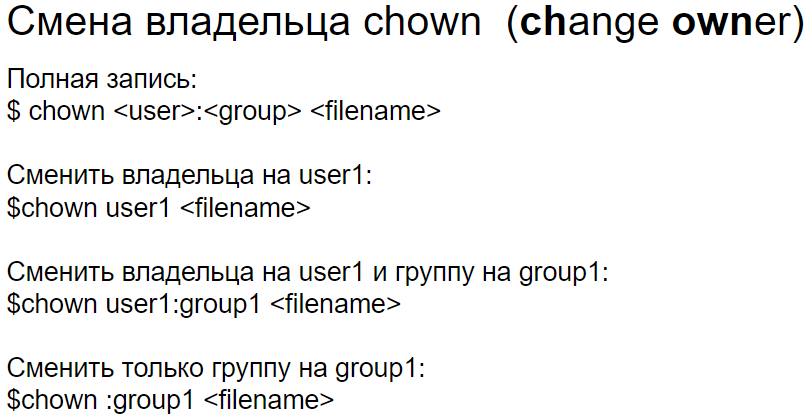 Смена владельца chown (change owner)
Полная запись:
$ chown <user>:<group> <filename>
Сменить владельца на user1:
$chown user1 <filename>
Сменить владельца на user1 и группу на group1:
$chown user1:group1 <filename>
Сменить только группу на group1:
$chown :group1 <filename>